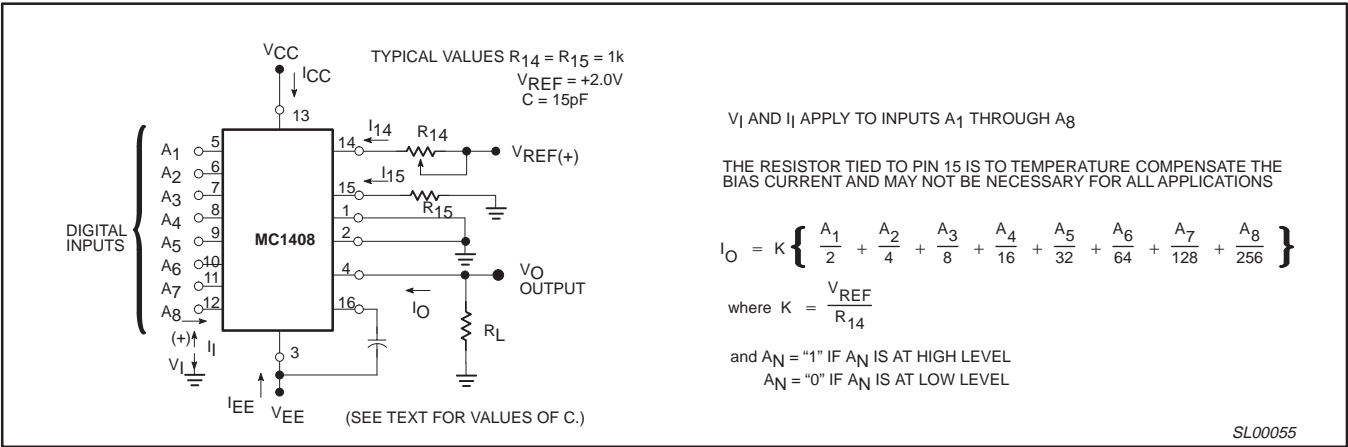 VCC
ICC
TYPICAL VALUES R14 = R15 = 1k
VREF = +2.0V
C = 15pF
13
DIGITAL
INPUTS
A1 5
A2 6
A3 7
A4 8
A5 9
A6 10
A7 11
A8 12
(+)
II
VI
MC1408
14
I14
R14
VREF(+)
15
I15
R15
1
2
4
VO
OUTPUT
IO
16
RL
3
IEE
VEE
(SEE TEXT FOR VALUES OF C.)
VI AND II APPLY TO INPUTS A1 THROUGH A8
THE RESISTOR TIED TO PIN 15 IS TO TEMPERATURE COMPENSATE THE
BIAS CURRENT AND MAY NOT BE NECESSARY FOR ALL APPLICATIONS
IO = K { A1/2 + A2/4 + A3/8 + A4/16 + A5/32 + A6/64 + A7/128 + A8/256 }
where K = VREF/R14
and AN = “1” IF AN IS AT HIGH LEVEL
AN = “0” IF AN IS AT LOW LEVEL
SL00055